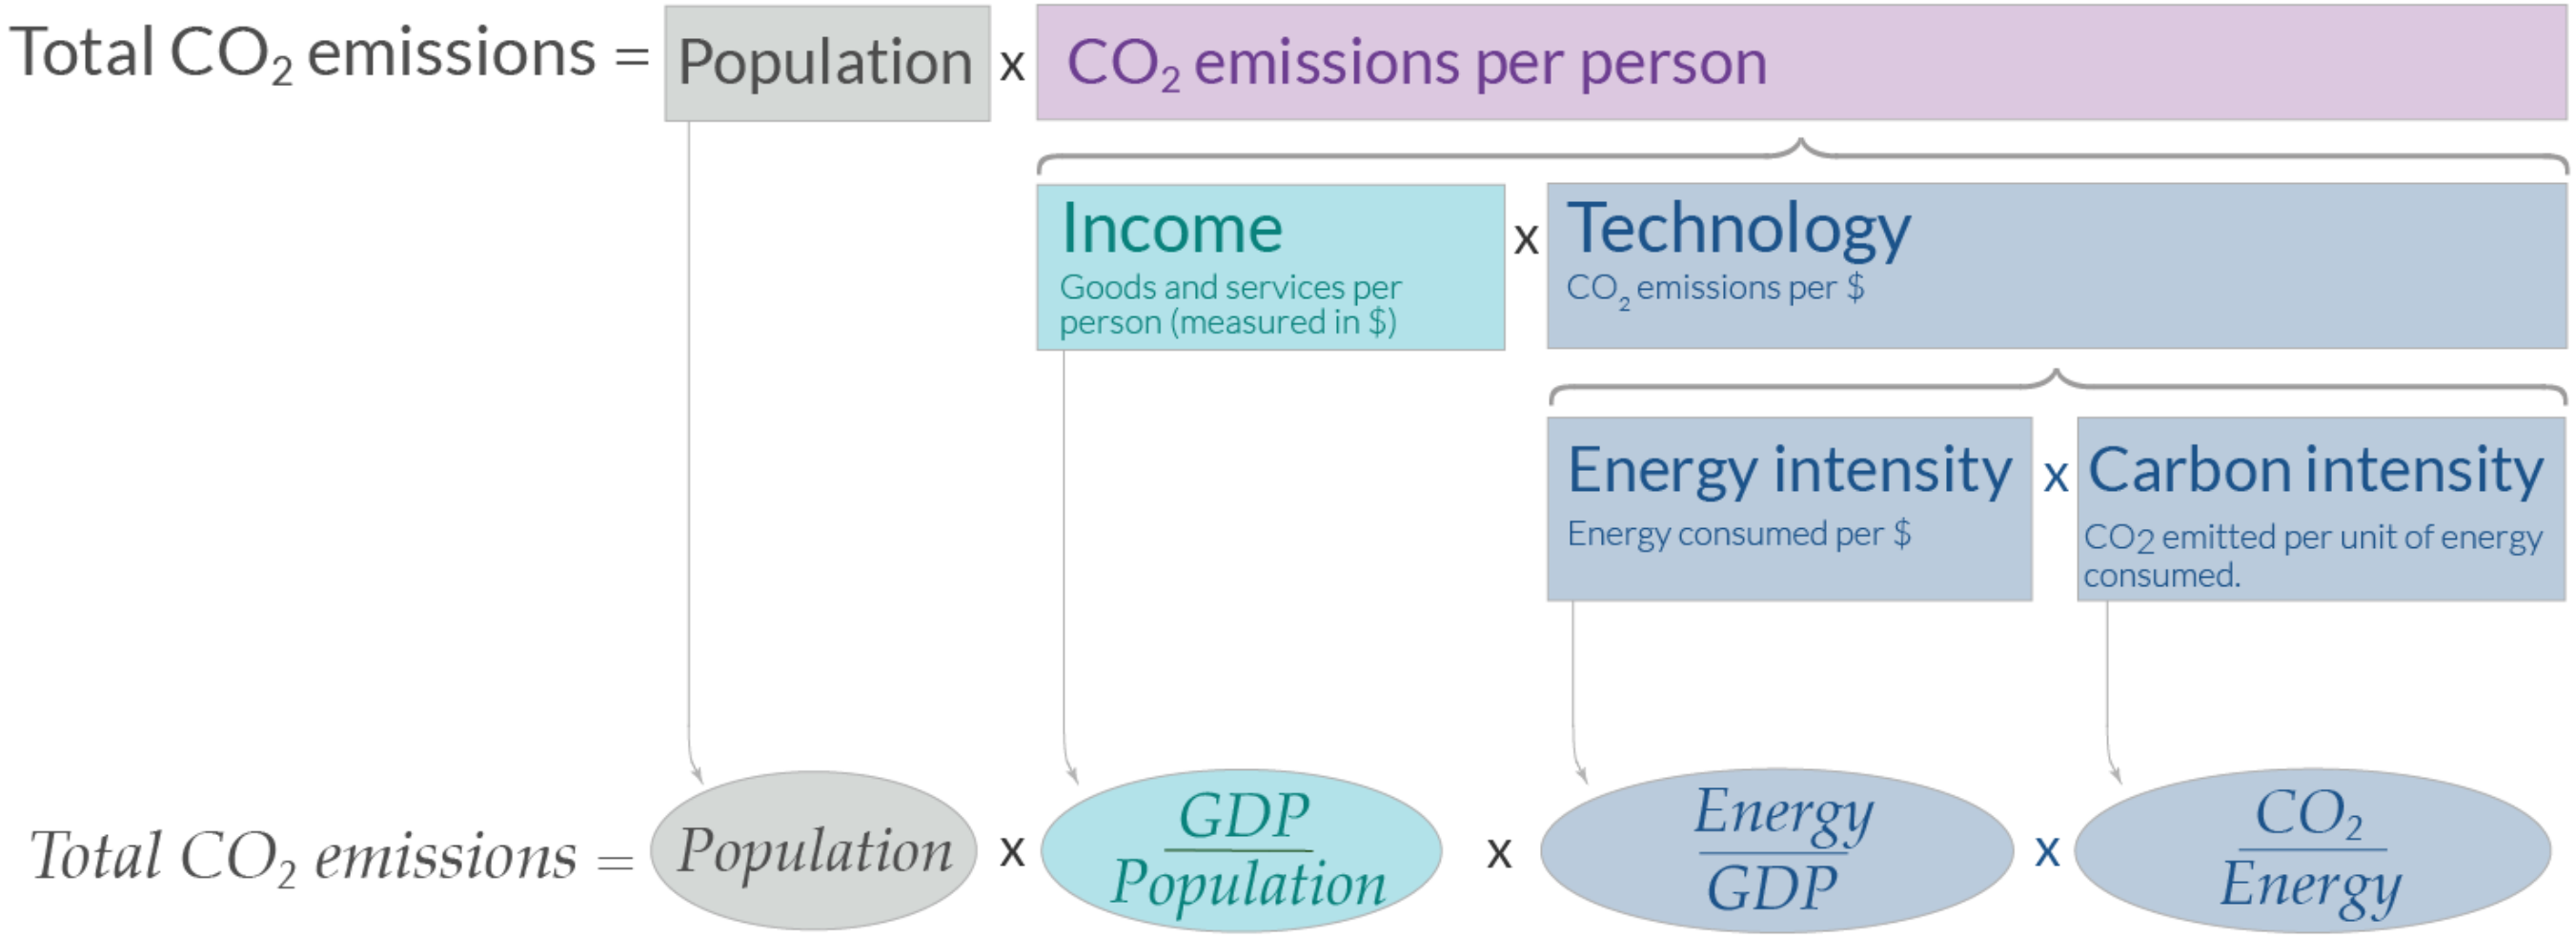 Total CO₂ emissions = Population x CO₂ emissions per person
Income x Technology
Goods and services per
person (measured in $)
CO₂ emissions per $
Energy intensity x Carbon intensity
Energy consumed per $
CO2 emitted per unit of energy
consumed.
Total CO₂ emissions = Population x GDP / Population x Energy / GDP x CO₂ / Energy